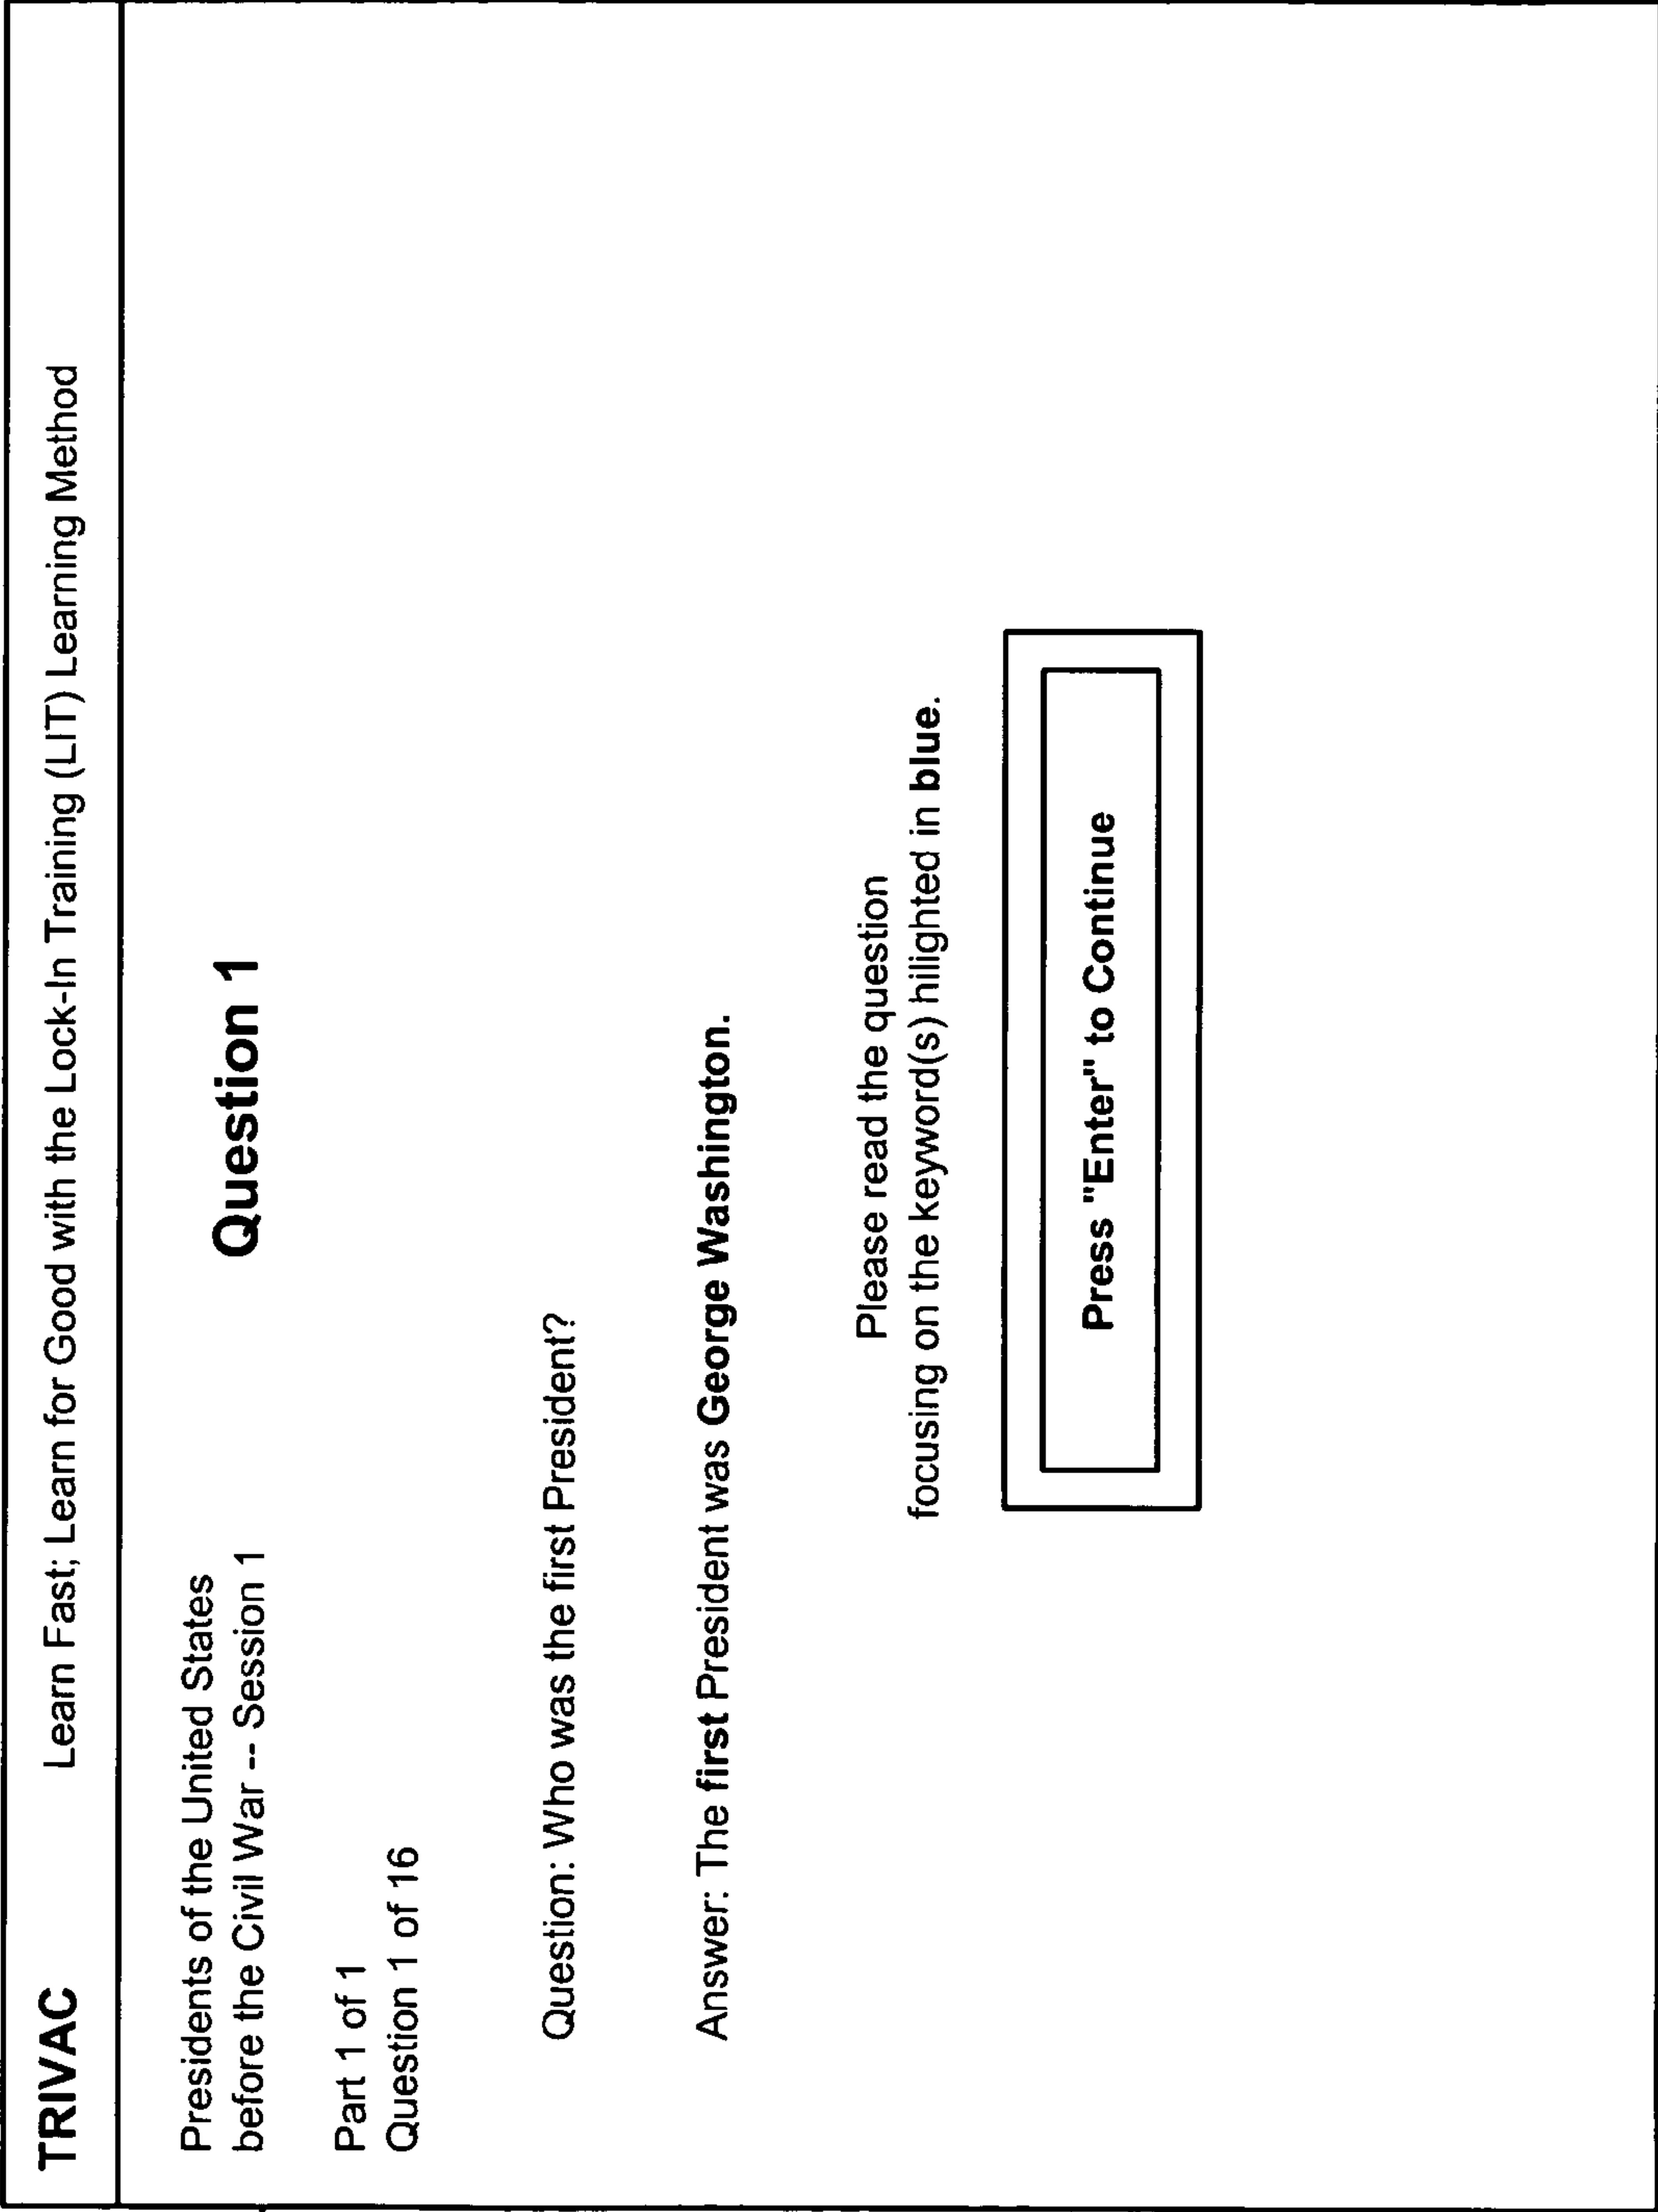 TRIVAC Learn Fast; Learn for Good with the Lock-In Training (LIT) Learning Method
Presidents of the United States
before the Civil War -- Session 1
Question 1
Part 1 of 1
Question 1 of 16
Question: Who was the first President?
Answer: The first President was George Washington.
Please read the question
focusing on the keyword(s) hilighted in blue.
Press "Enter" to Continue